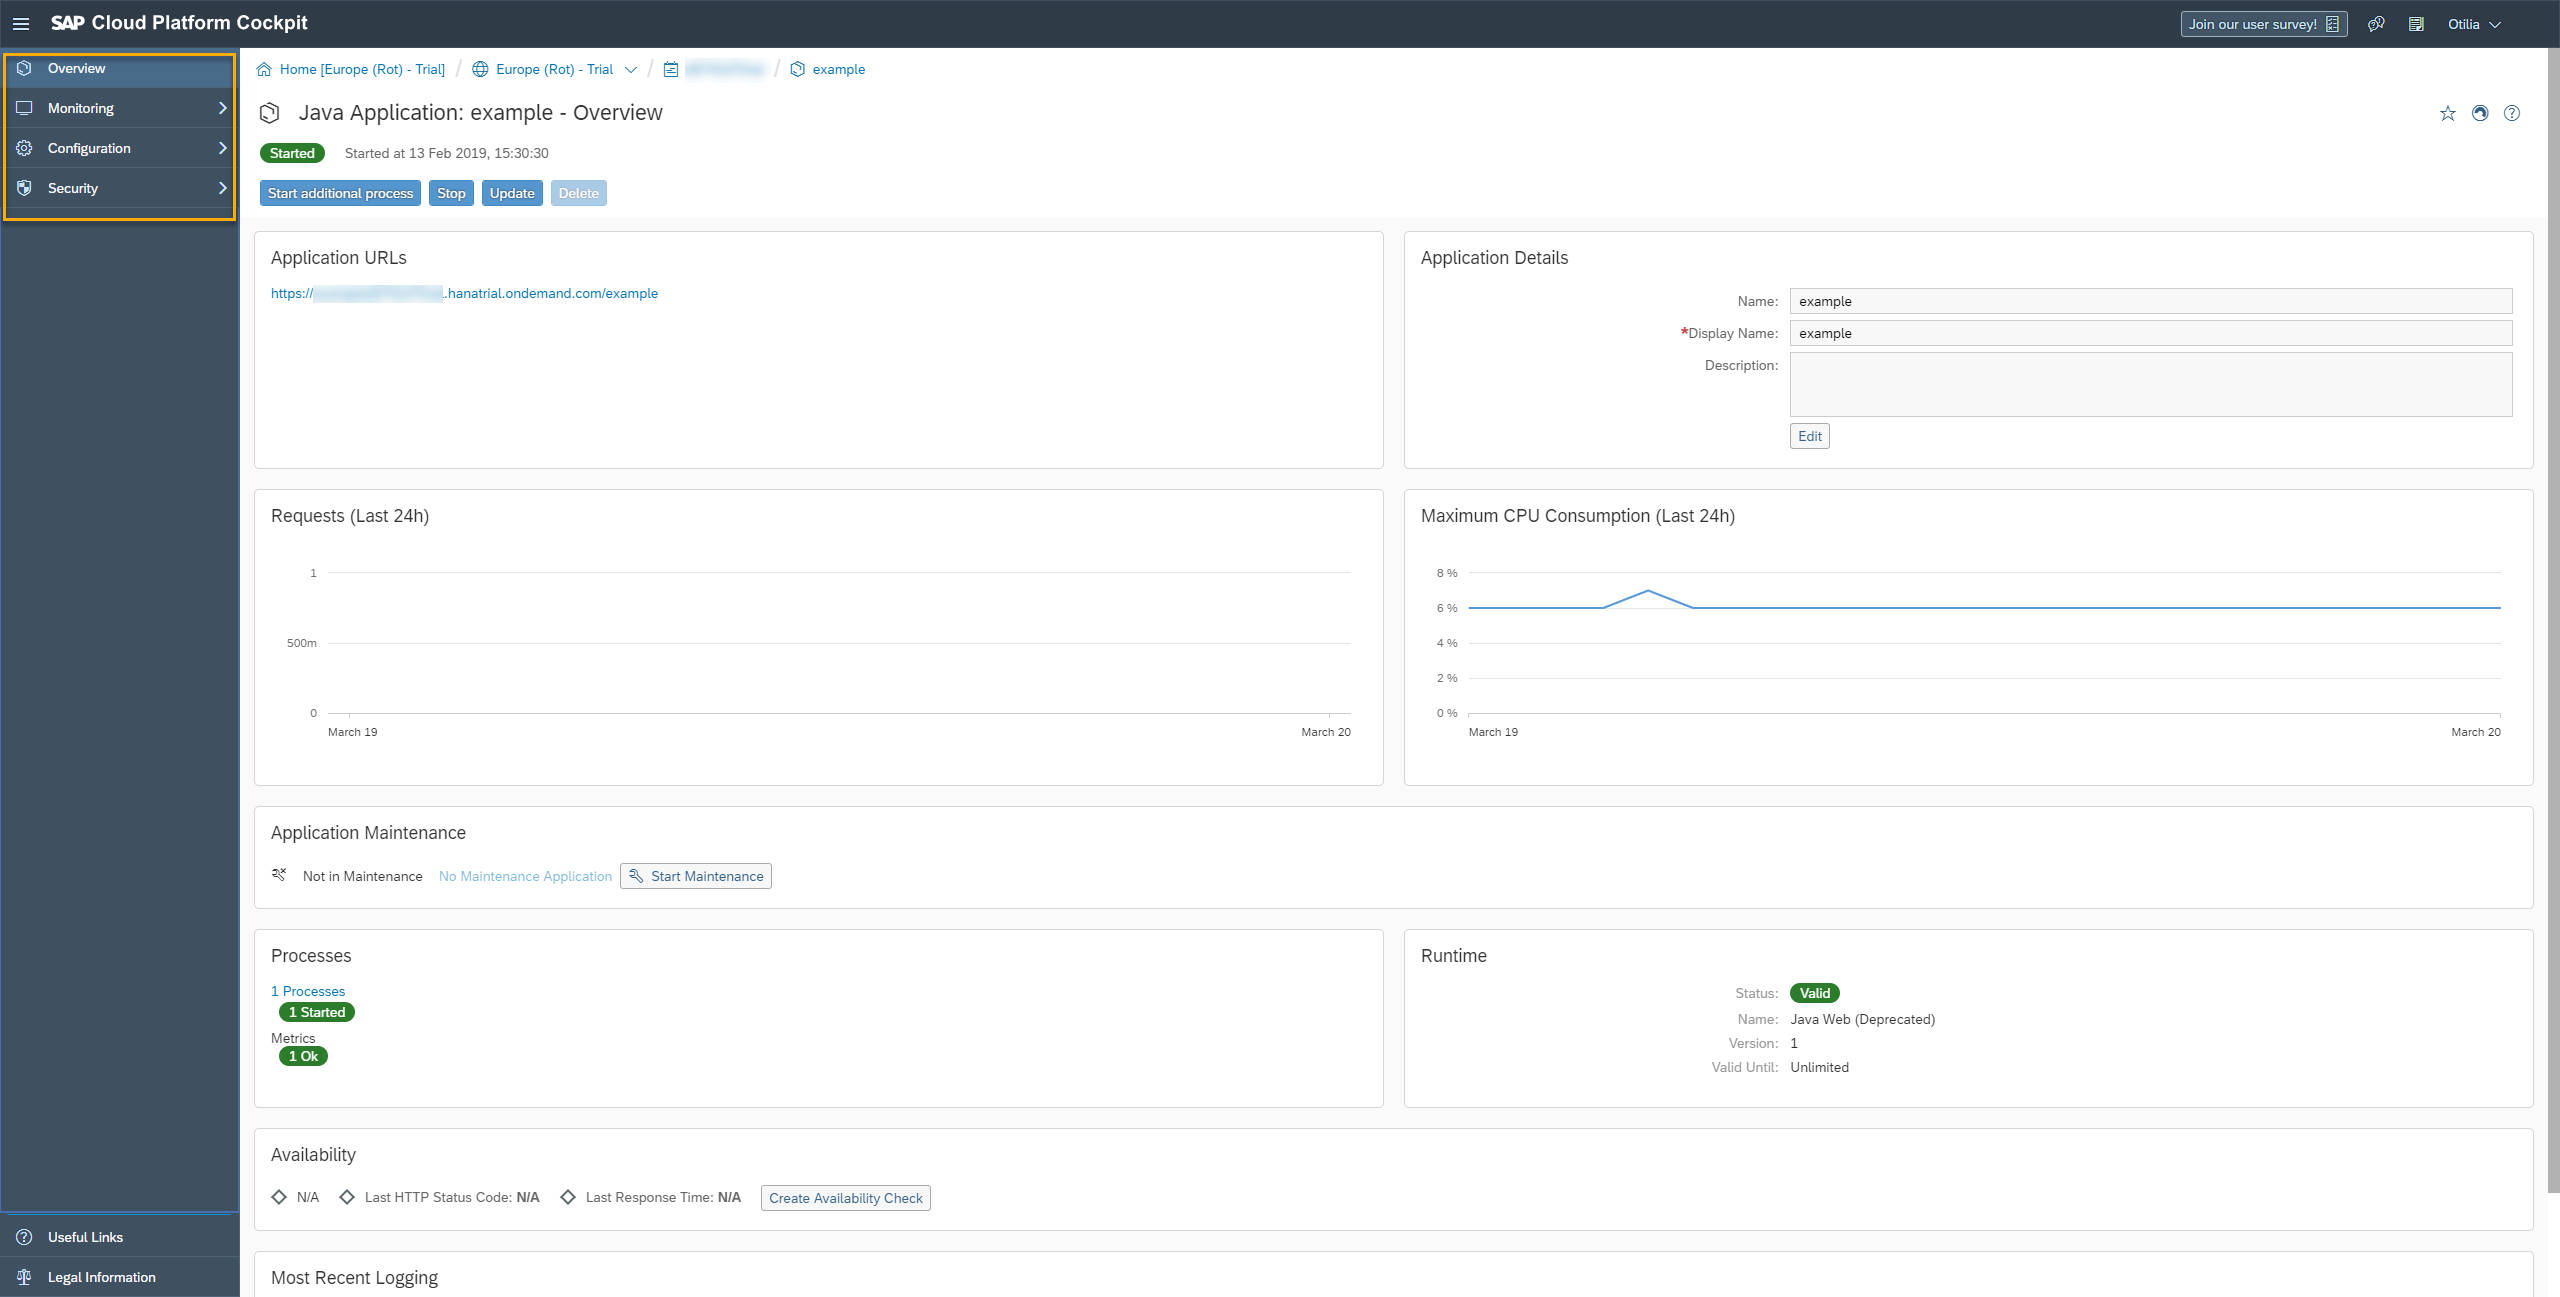 SAP Cloud Platform Cockpit
Join our user survey!
Otilia
Overview
Monitoring
Configuration
Security
Useful Links
Legal Information
Home [Europe (Rot) - Trial] / Europe (Rot) - Trial / / example
Java Application: example - Overview
Started Started at 13 Feb 2019, 15:30:30
Start additional process Stop Update Delete
Application URLs
https:// .hanatrial.ondemand.com/example
Application Details
Name: example
*Display Name: example
Description:
Edit
Requests (Last 24h)
1
500m
0
March 19 March 20
Maximum CPU Consumption (Last 24h)
8 %
6 %
4 %
2 %
0 %
March 19 March 20
Application Maintenance
Not in Maintenance No Maintenance Application Start Maintenance
Processes
1 Processes
1 Started
Metrics
1 Ok
Runtime
Status: Valid
Name: Java Web (Deprecated)
Version: 1
Valid Until: Unlimited
Availability
N/A Last HTTP Status Code: N/A Last Response Time: N/A Create Availability Check
Most Recent Logging